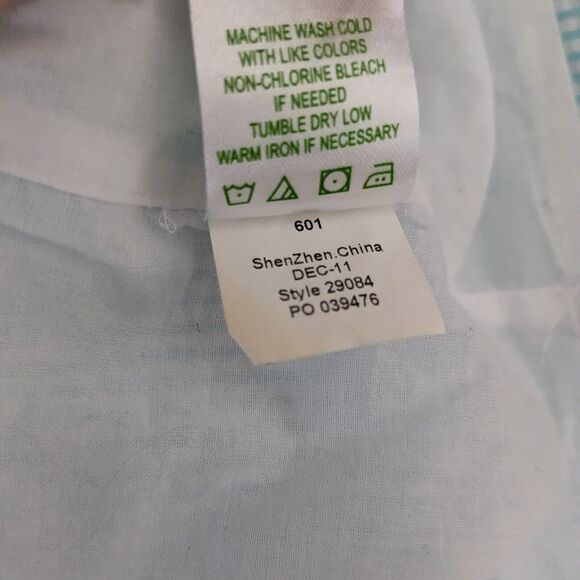 MACHINE WASH COLD
WITH LIKE COLORS
NON-CHLORINE BLEACH
IF NEEDED
TUMBLE DRY LOW
WARM IRON IF NECESSARY
601
ShenZhen.China
DEC-11
Style 29084
PO 039476